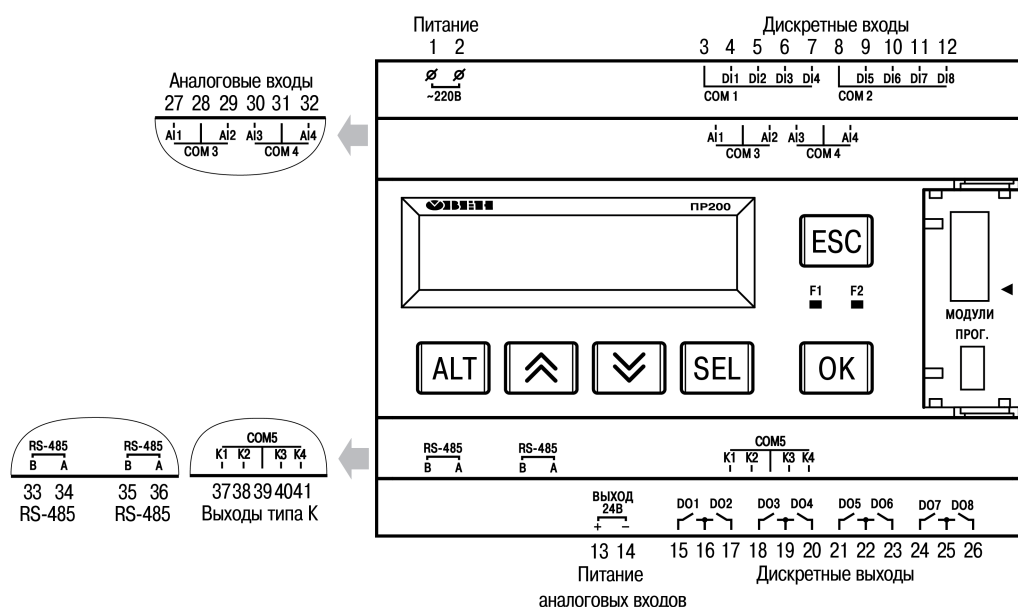 Питание
1 2
~220В
Дискретные входы
3 4 5 6 7 8 9 10 11 12
DI1 DI2 DI3 DI4 DI5 DI6 DI7 DI8
COM 1 COM 2
Аналоговые входы
27 28 29 30 31 32
AI1 AI2 AI3 AI4
COM 3 COM 4
AI1 AI2 AI3 AI4
COM 3 COM 4
ОВЕН ПР200
ESC
F1 F2
МОДУЛИ
ПРОГ.
ALT SEL OK
RS-485 RS-485
B A B A
33 34 35 36
RS-485 RS-485
COM5
K1 K2 K3 K4
37 38 39 40 41
Выходы типа К
RS-485 RS-485
B A B A
COM5
K1 K2 K3 K4
ВЫХОД
24В
+ −
13 14
Питание
аналоговых входов
DO1 DO2 DO3 DO4 DO5 DO6 DO7 DO8
15 16 17 18 19 20 21 22 23 24 25 26
Дискретные выходы